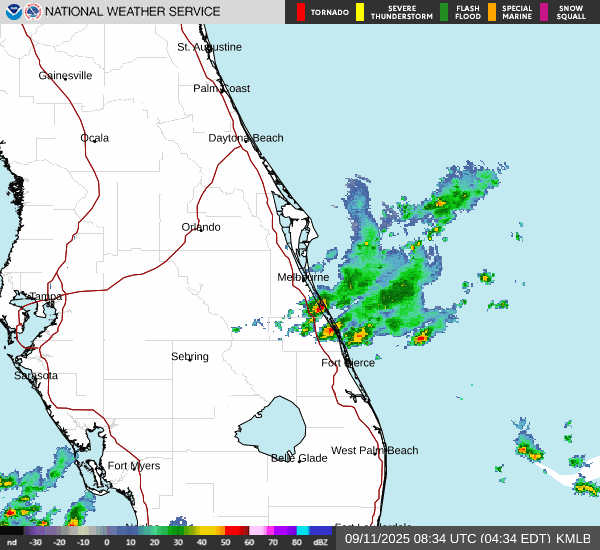 NATIONAL WEATHER SERVICE
TORNADO
SEVERE THUNDERSTORM
FLASH FLOOD
SPECIAL MARINE
SNOW SQUALL
St. Augustine
Gainesville
Palm Coast
Ocala
Daytona Beach
Orlando
Melbourne
Tampa
Sebring
Fort Pierce
Sarasota
West Palm Beach
Belle Glade
Fort Myers
nd -30 -20 -10 0 10 20 30 40 50 60 70 80 dBZ
09/11/2025 08:34 UTC (04:34 EDT) KMLB